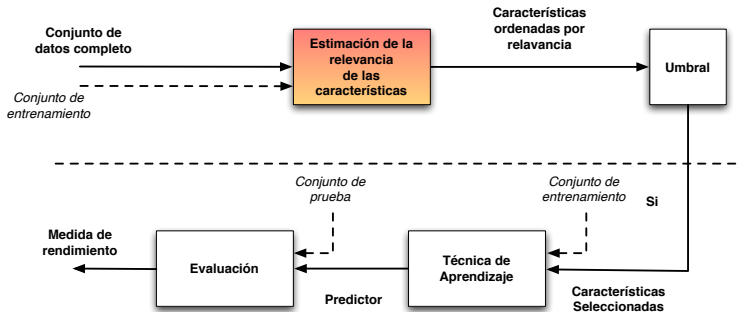 Conjunto de
datos completo
Conjunto de
entrenamiento
Estimación de la
relevancia
de las
características
Características
ordenadas por
relavancia
Umbral
Conjunto de
prueba
Conjunto de
entrenamiento
Si
Medida de
rendimiento
Evaluación
Predictor
Técnica de
Aprendizaje
Características
Seleccionadas